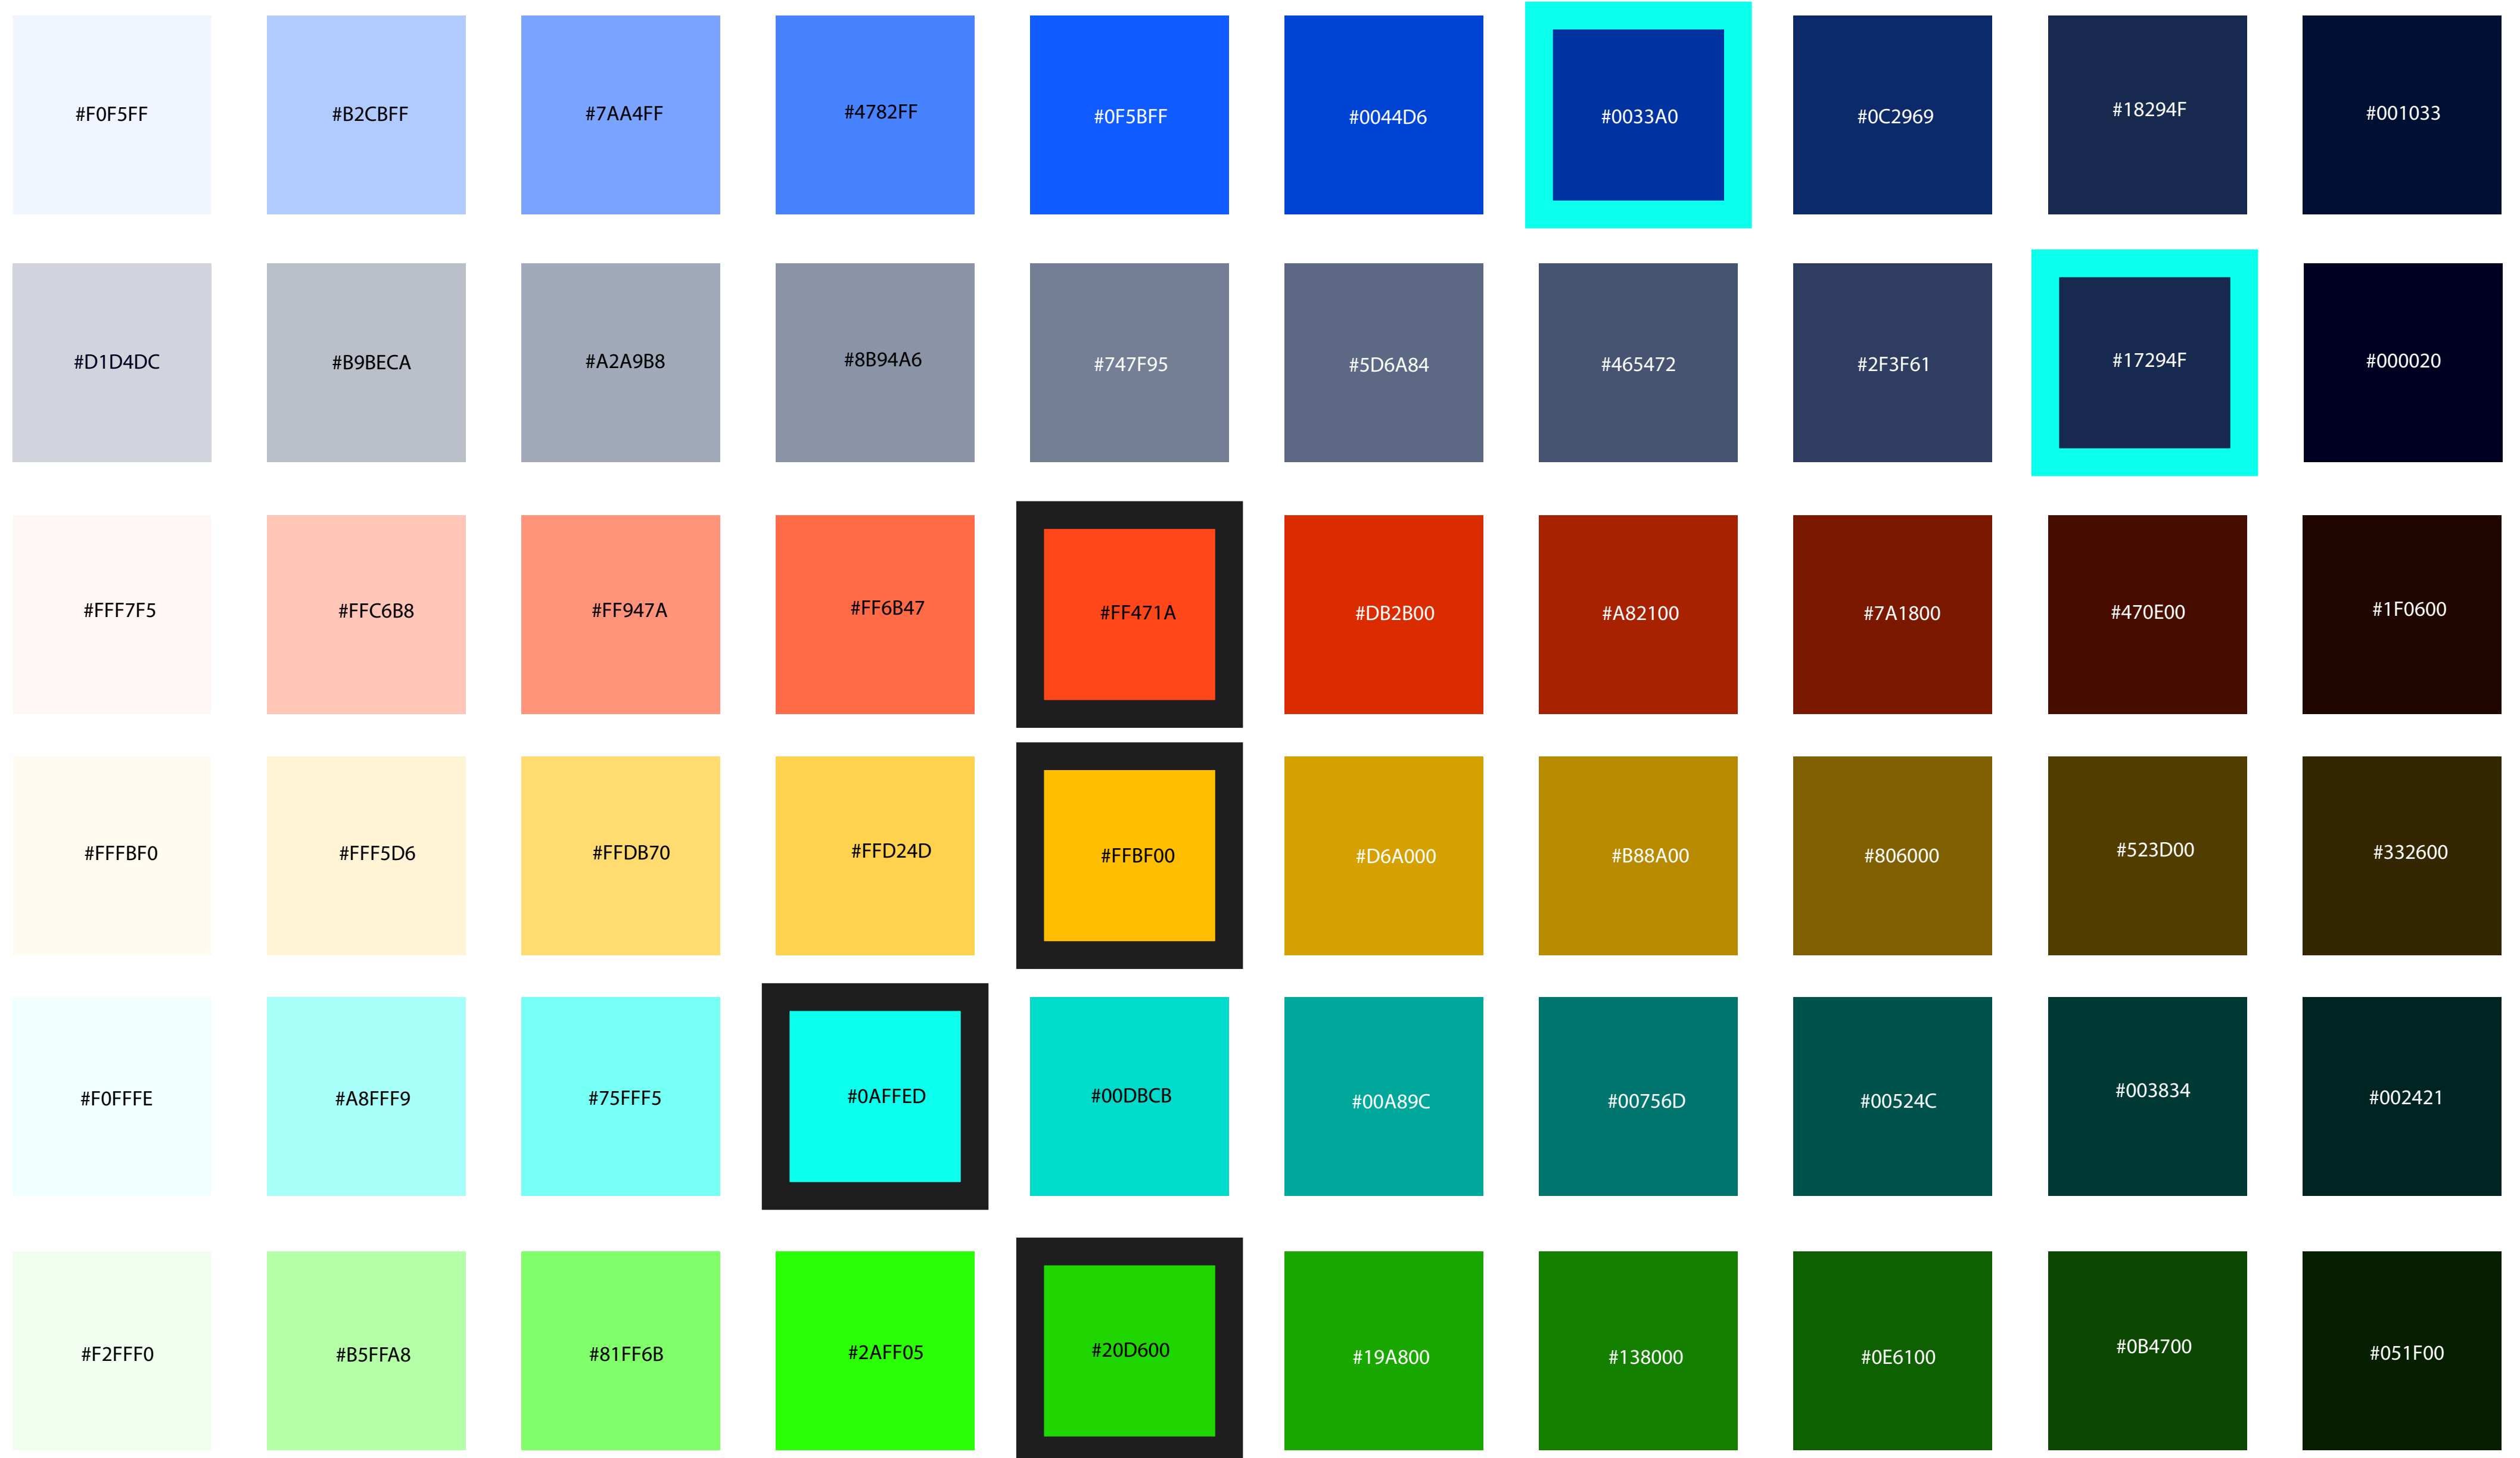 #F0F5FF #B2CBFF #7AA4FF #4782FF #0F5BFF #0044D6 #0033A0 #0C2969 #18294F #001033
#D1D4DC #B9BECA #A2A9B8 #8B94A6 #747F95 #5D6A84 #465472 #2F3F61 #17294F #000020
#FFF7F5 #FFC6B8 #FF947A #FF6B47 #FF471A #DB2B00 #A82100 #7A1800 #470E00 #1F0600
#FFFBF0 #FFF5D6 #FFDB70 #FFD24D #FFBF00 #D6A000 #B88A00 #806000 #523D00 #332600
#F0FFFE #A8FFF9 #75FFF5 #0AFFED #00DBCB #00A89C #00756D #00524C #003834 #002421
#F2FFF0 #B5FFA8 #81FF6B #2AFF05 #20D600 #19A800 #138000 #0E6100 #0B4700 #051F00